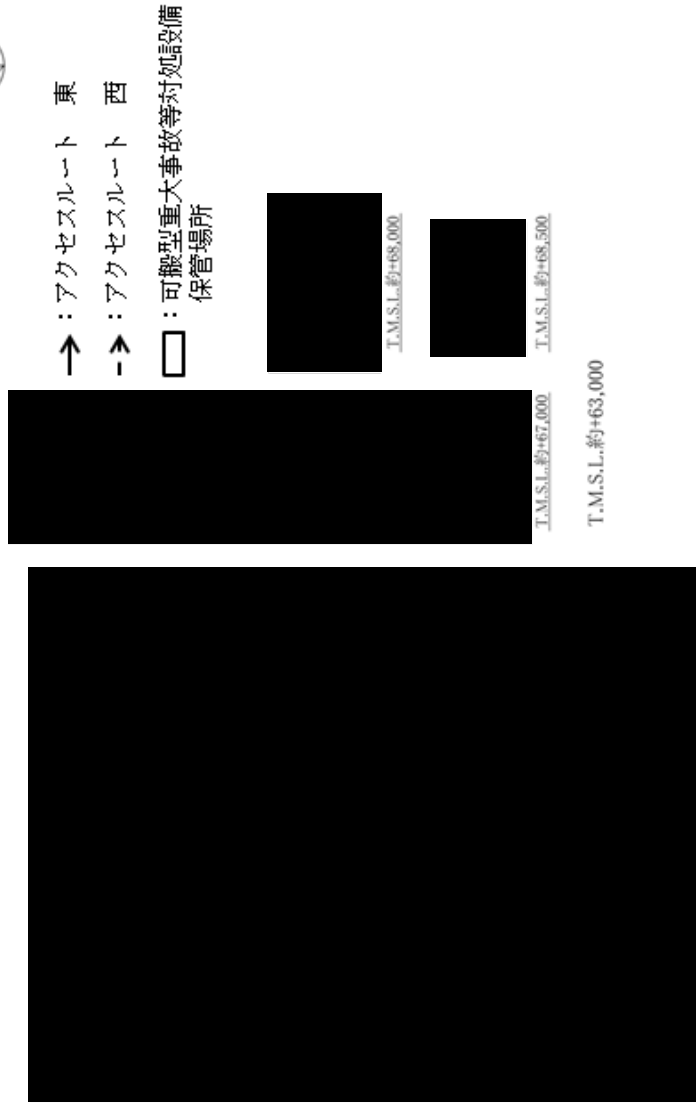 ：アクセスルート 東
：アクセスルート 西
：可搬型重大事故等対処設備
保管場所
T.M.S.L.約+68,000
T.M.S.L.約+68,500
T.M.S.L.約+67,000
T.M.S.L.約+63,000